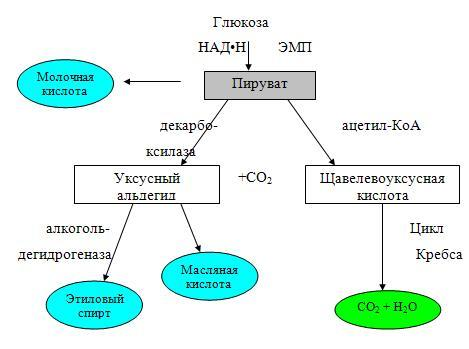 Глюкоза
НАД•Н ЭМП
Молочная
кислота
Пируват
декарбо-
ксилаза
ацетил-КоА
Уксусный
альдегид
+CO₂
Щавелевоуксусная
кислота
алкоголь-
дегидрогеназа
Цикл
Кребса
Масляная
кислота
Этиловый
спирт
CO₂ + H₂O